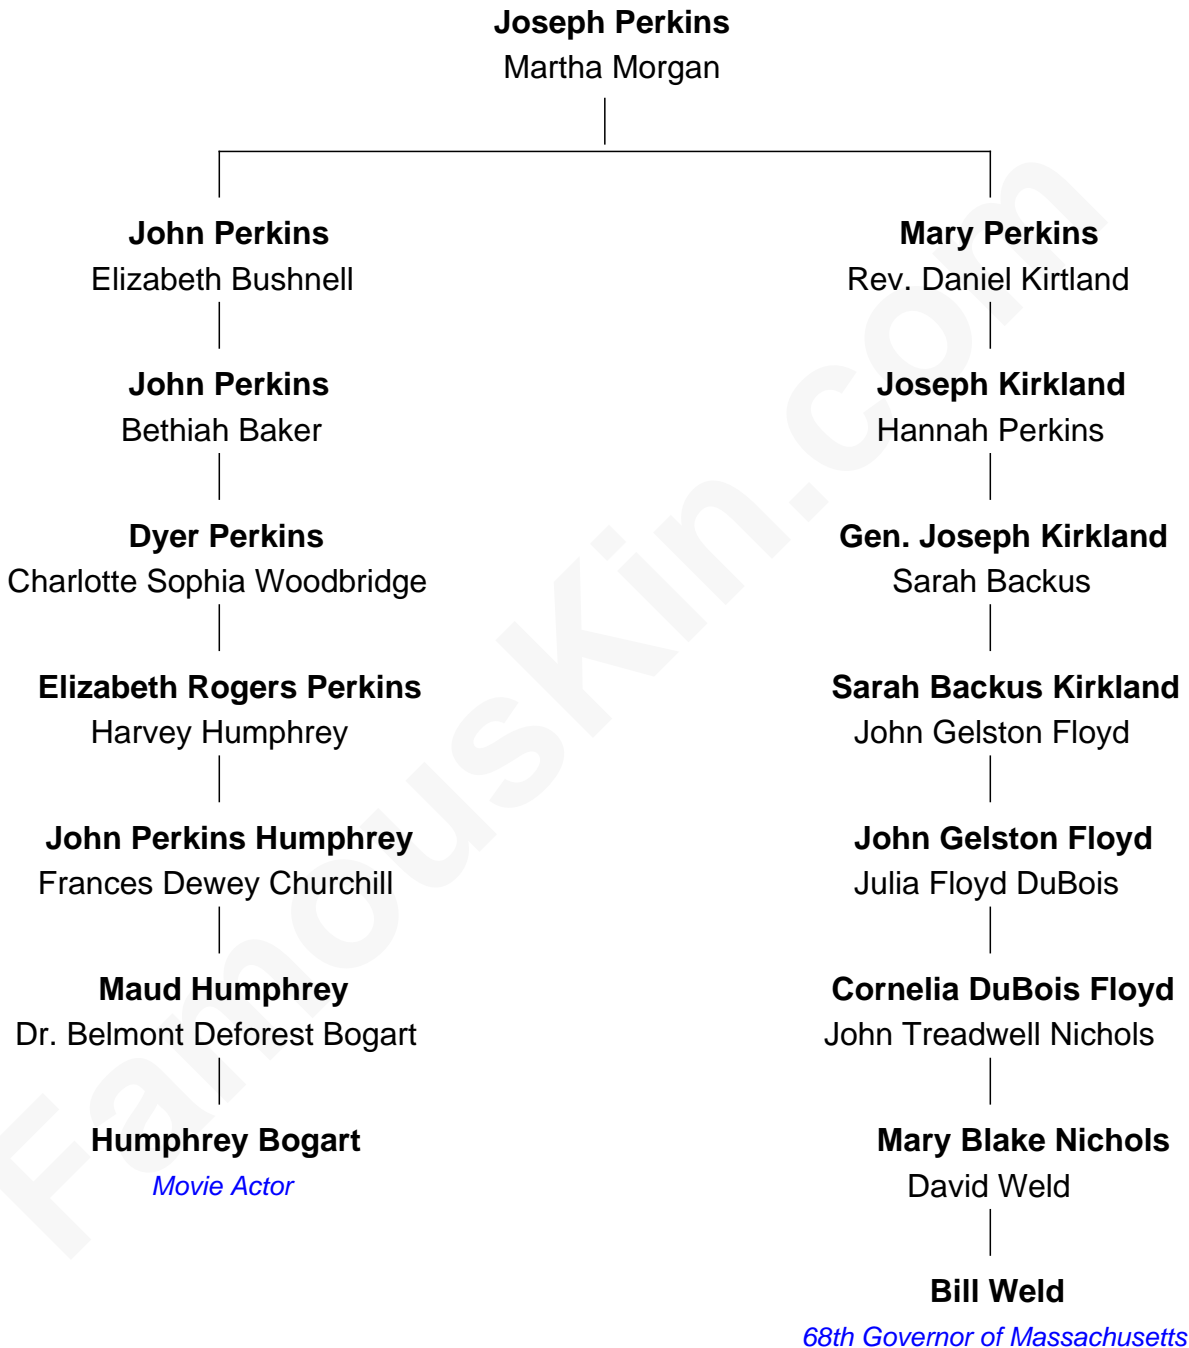 Joseph Perkins
Martha Morgan
John Perkins
Elizabeth Bushnell
John Perkins
Bethiah Baker
Dyer Perkins
Charlotte Sophia Woodbridge
Elizabeth Rogers Perkins
Harvey Humphrey
John Perkins Humphrey
Frances Dewey Churchill
Maud Humphrey
Dr. Belmont Deforest Bogart
Humphrey Bogart
Movie Actor
Mary Perkins
Rev. Daniel Kirtland
Joseph Kirkland
Hannah Perkins
Gen. Joseph Kirkland
Sarah Backus
Sarah Backus Kirkland
John Gelston Floyd
John Gelston Floyd
Julia Floyd DuBois
Cornelia DuBois Floyd
John Treadwell Nichols
Mary Blake Nichols
David Weld
Bill Weld
68th Governor of Massachusetts
FamousKin.com